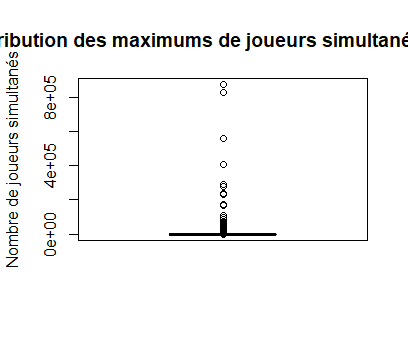 ribution des maximums de joueurs simultané
Nombre de joueurs simultanés
8e+05
4e+05
0e+00